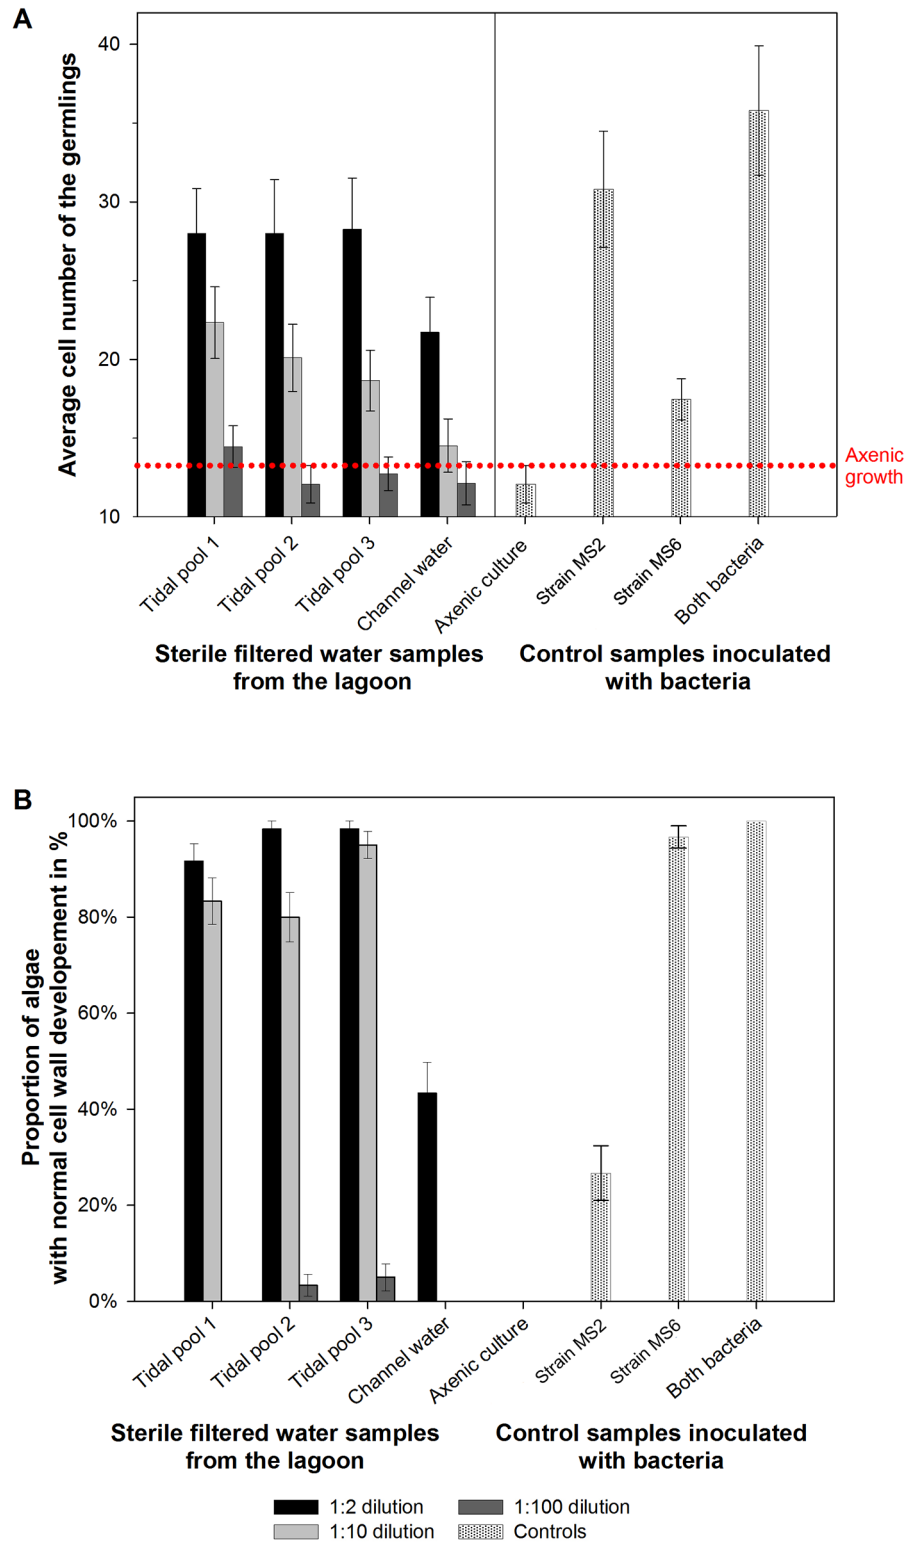 A
Average cell number of the germlings
40
30
20
10
Axenic
growth
Tidal pool 1
Tidal pool 2
Tidal pool 3
Channel water
Axenic culture
Strain MS2
Strain MS6
Both bacteria
Sterile filtered water samples
from the lagoon
Control samples inoculated
with bacteria
B
Proportion of algae
with normal cell wall developement in %
100%
80%
60%
40%
20%
0%
Tidal pool 1
Tidal pool 2
Tidal pool 3
Channel water
Axenic culture
Strain MS2
Strain MS6
Both bacteria
Sterile filtered water samples
from the lagoon
Control samples inoculated
with bacteria
1:2 dilution
1:100 dilution
1:10 dilution
Controls